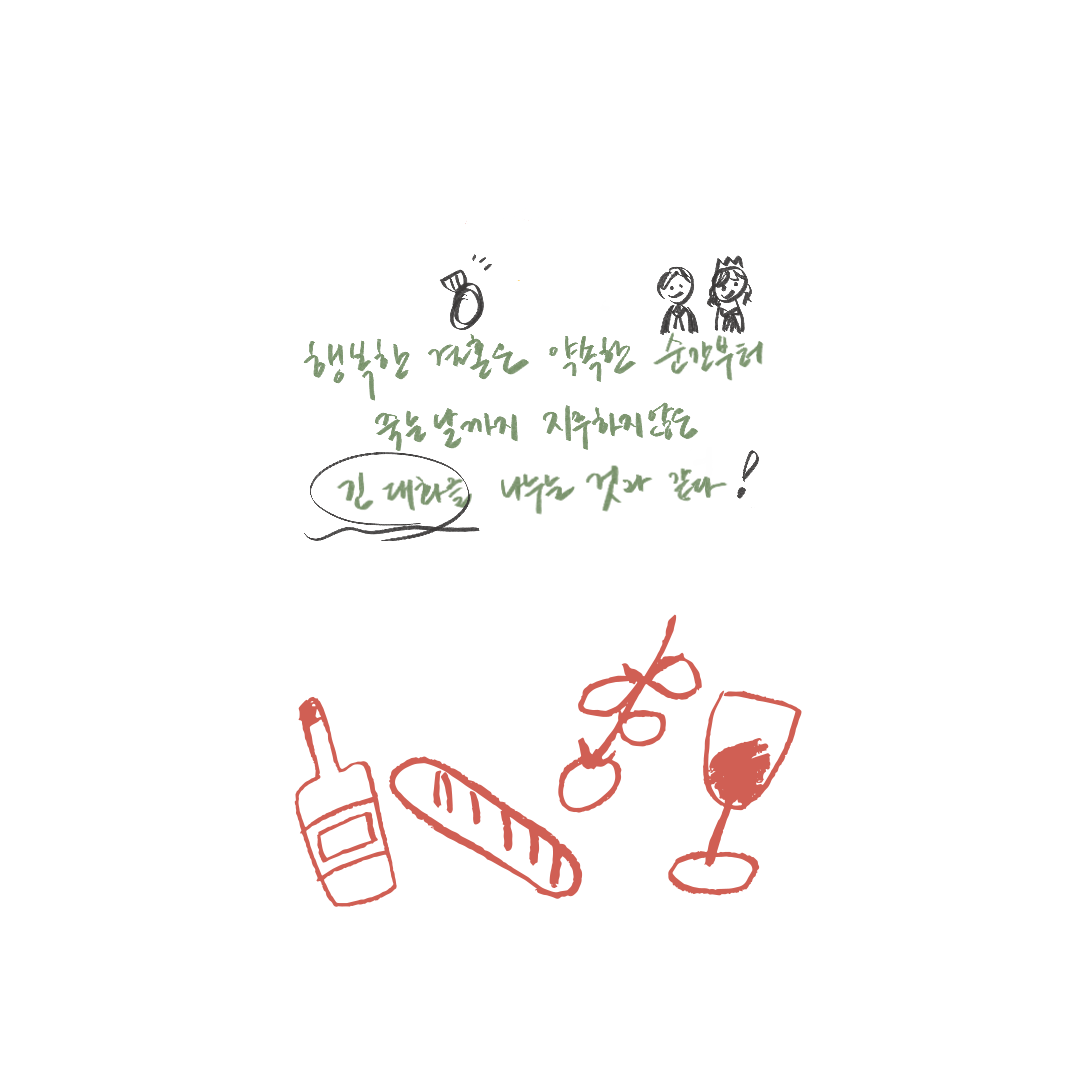 행복한 결혼은 약속한 순간부터
죽는 날까지 지루하지않은
긴 대화를 나누는 것과 같다!